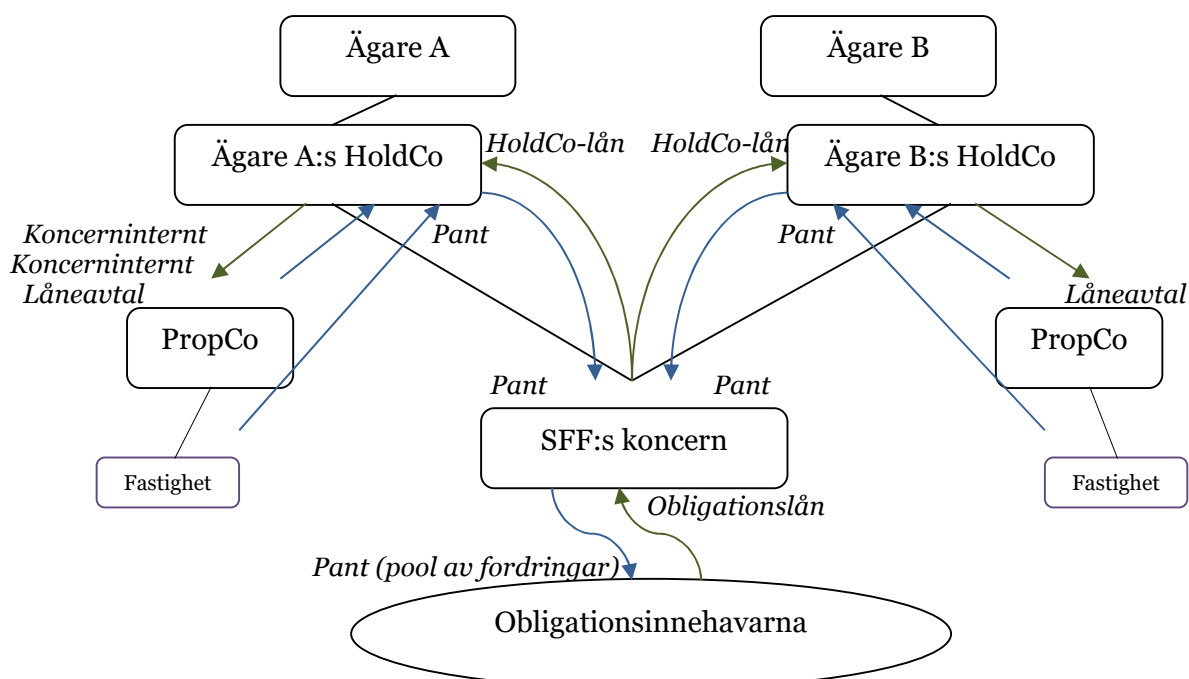 Ägare A
Ägare B
Ägare A:s HoldCo
HoldCo-lån
HoldCo-lån
Ägare B:s HoldCo
Koncerninternt
Koncerninternt
Låneavtal
Pant
Pant
Låneavtal
PropCo
PropCo
Pant
Pant
SFF:s koncern
Fastighet
Fastighet
Obligationslån
Pant (pool av fordringar)
Obligationsinnehavarna